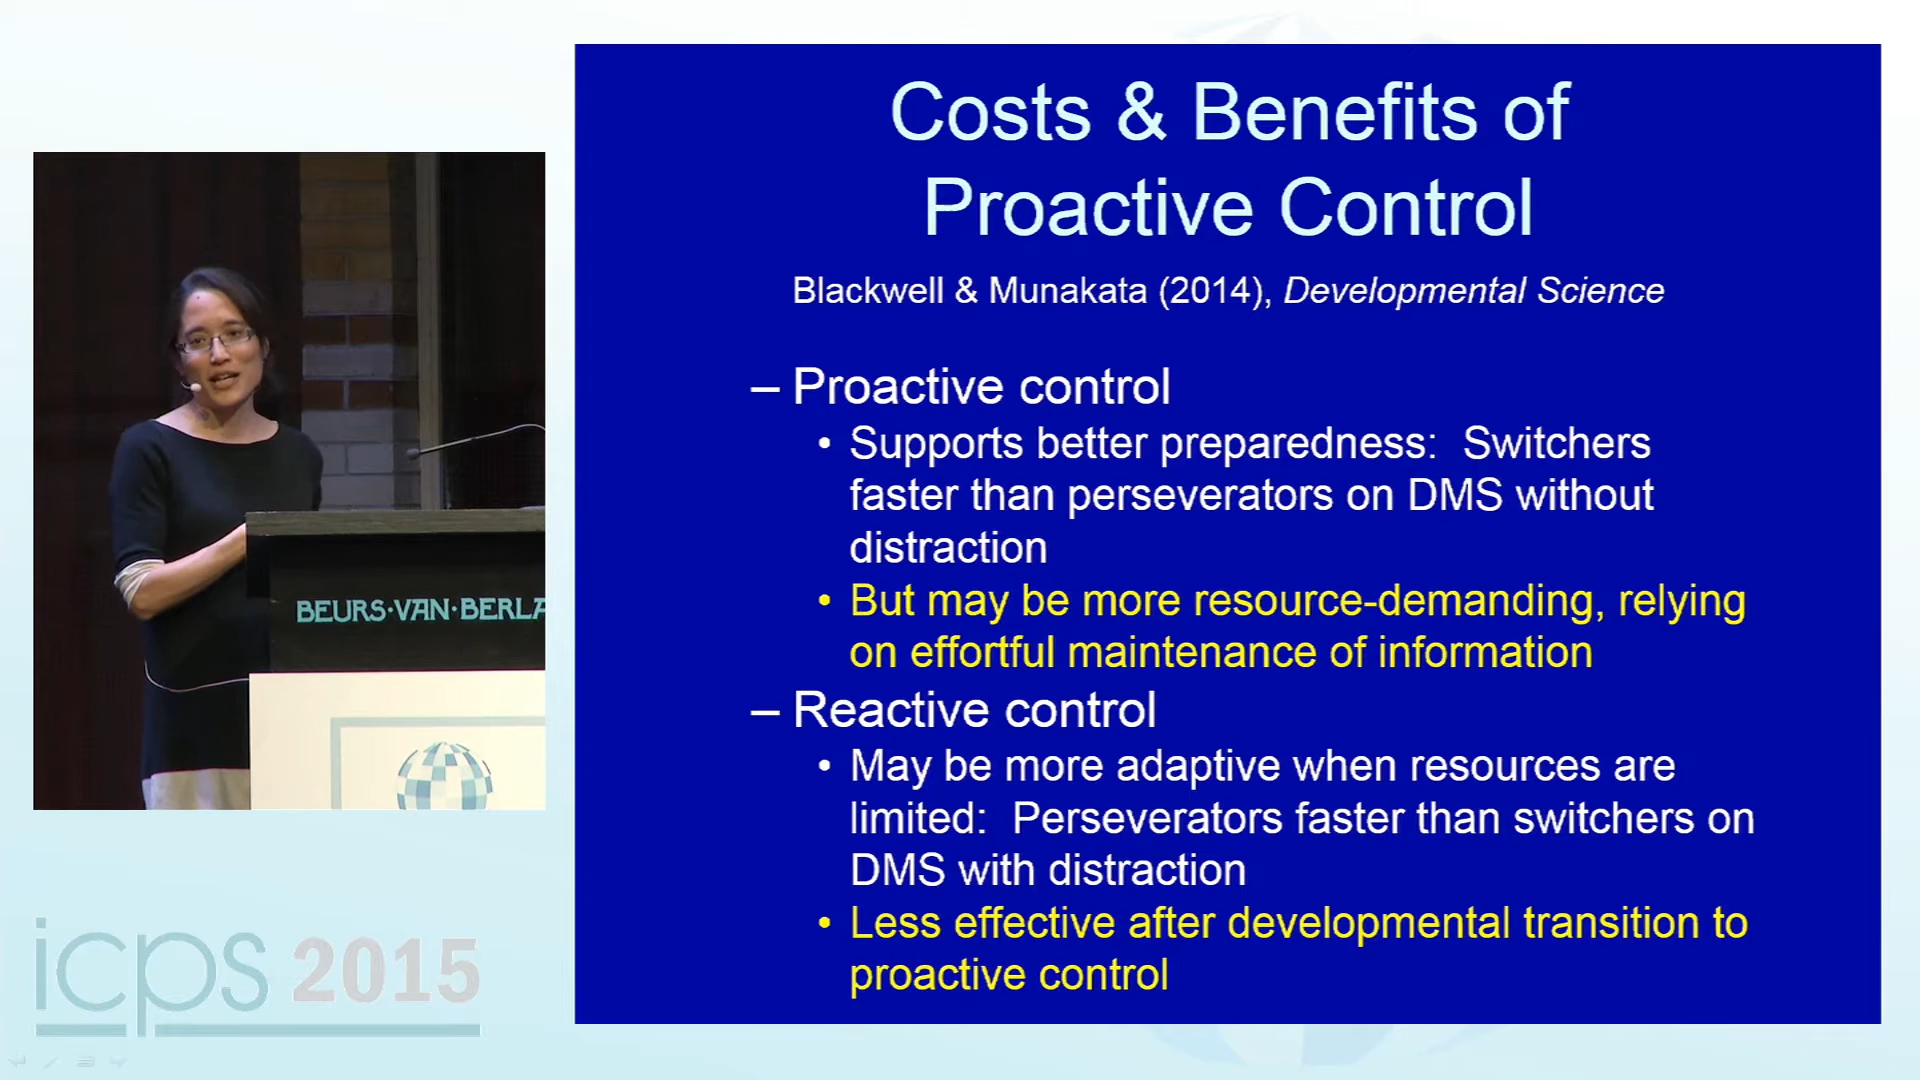 Costs & Benefits of
Proactive Control
Blackwell & Munakata (2014), Developmental Science
– Proactive control
• Supports better preparedness: Switchers
faster than perseverators on DMS without
distraction
• But may be more resource-demanding, relying
on effortful maintenance of information
– Reactive control
• May be more adaptive when resources are
limited: Perseverators faster than switchers on
DMS with distraction
• Less effective after developmental transition to
proactive control
BEURS·VAN·BERLA
icps 2015